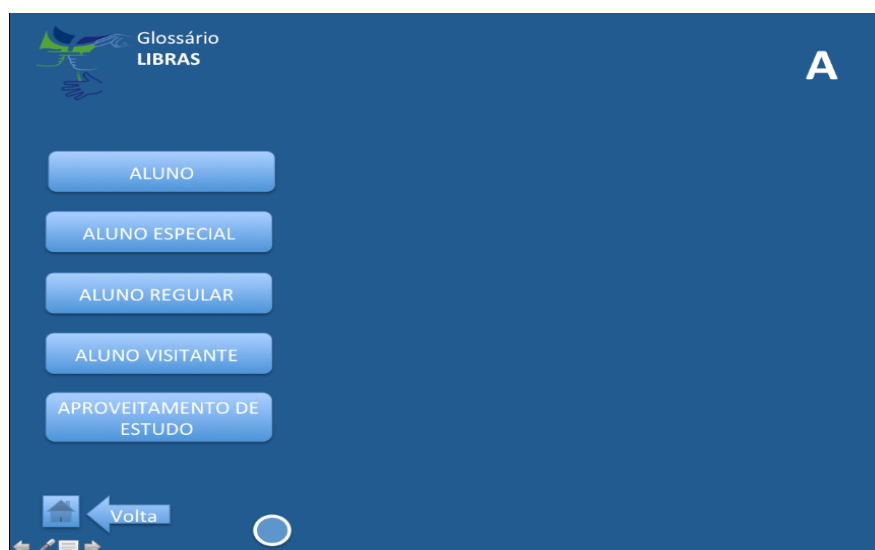 Glossário
LIBRAS
A
ALUNO
ALUNO ESPECIAL
ALUNO REGULAR
ALUNO VISITANTE
APROVEITAMENTO DE
ESTUDO
Volta